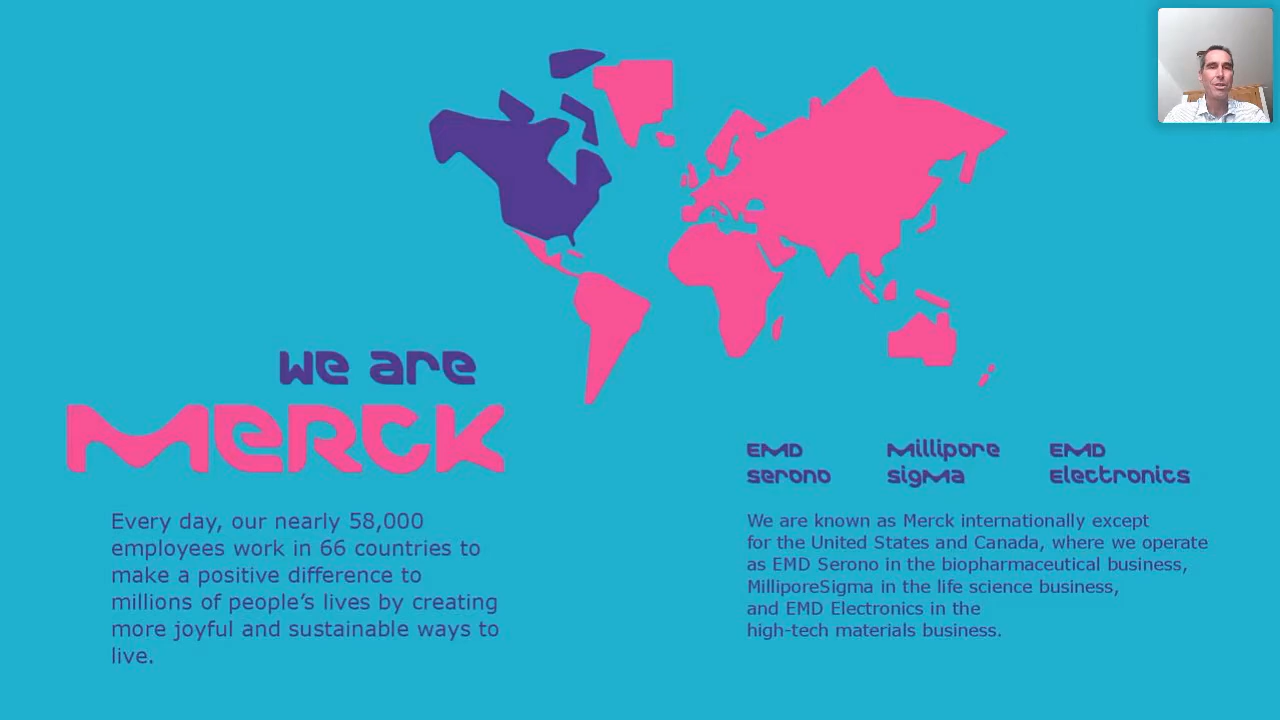 we are
MERCK
Every day, our nearly 58,000
employees work in 66 countries to
make a positive difference to
millions of people’s lives by creating
more joyful and sustainable ways to
live.
EMD
serono
Millipore
sigma
EMD
Electronics
We are known as Merck internationally except
for the United States and Canada, where we operate
as EMD Serono in the biopharmaceutical business,
MilliporeSigma in the life science business,
and EMD Electronics in the
high-tech materials business.